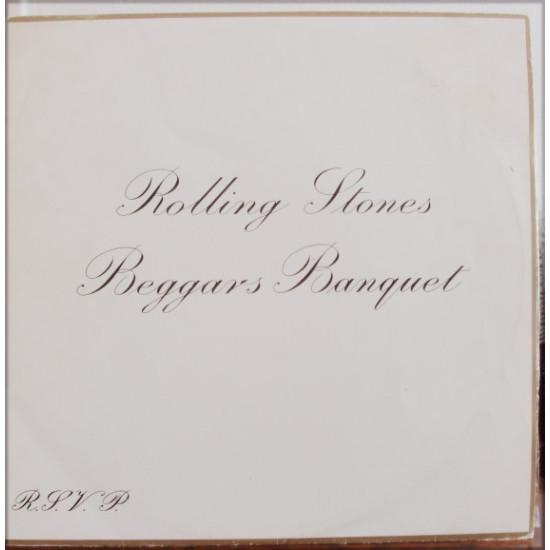 Rolling Stones
Beggars Banquet
R.S.V.P.